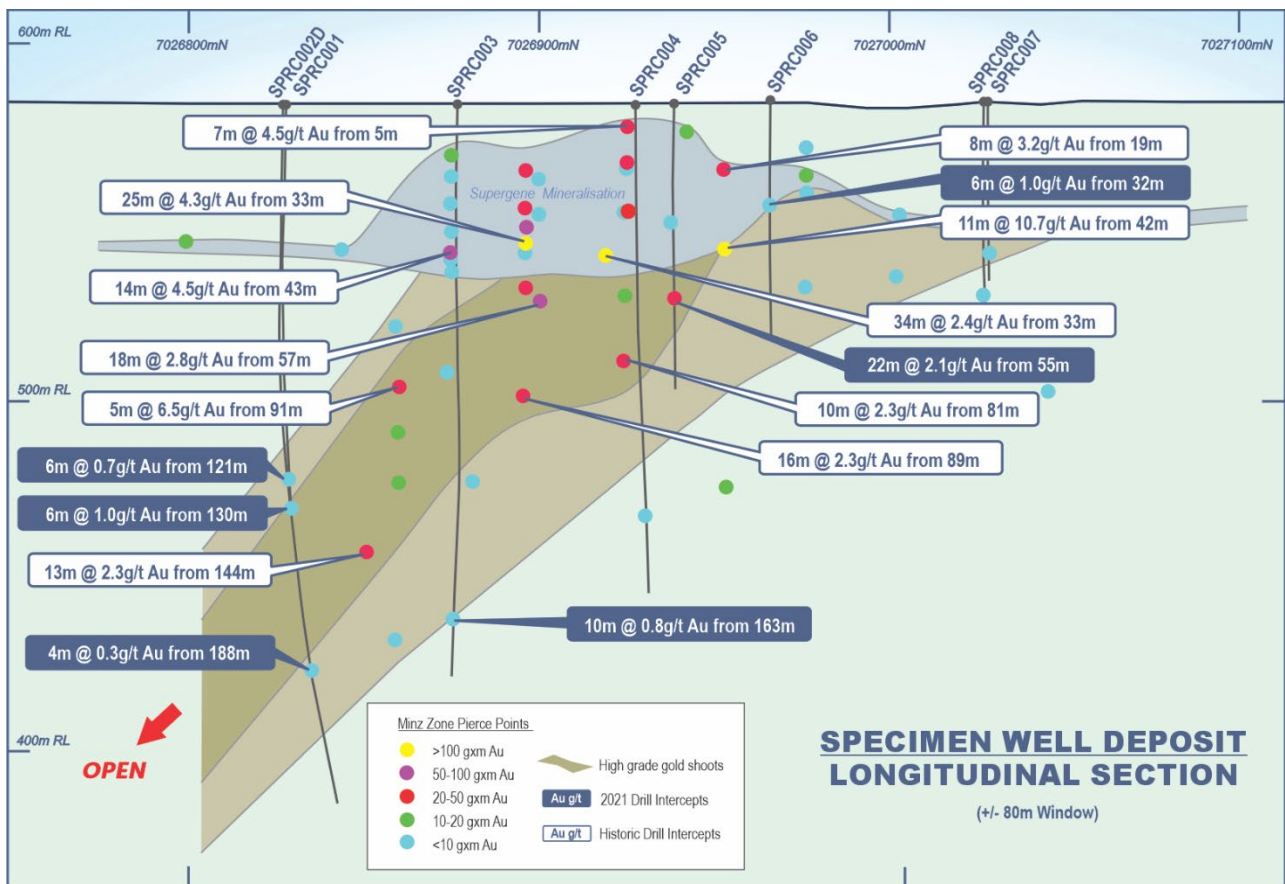 600m RL
7026800mN
7026900mN
7027000mN
7027100mN
SPRC002D
SPRC001
SPRC003
SPRC004
SPRC005
SPRC006
SPRC008
SPRC007
7m @ 4.5g/t Au from 5m
8m @ 3.2g/t Au from 19m
6m @ 1.0g/t Au from 32m
Supergene Mineralisation
25m @ 4.3g/t Au from 33m
11m @ 10.7g/t Au from 42m
14m @ 4.5g/t Au from 43m
34m @ 2.4g/t Au from 33m
18m @ 2.8g/t Au from 57m
22m @ 2.1g/t Au from 55m
500m RL
5m @ 6.5g/t Au from 91m
10m @ 2.3g/t Au from 81m
16m @ 2.3g/t Au from 89m
6m @ 0.7g/t Au from 121m
6m @ 1.0g/t Au from 130m
13m @ 2.3g/t Au from 144m
10m @ 0.8g/t Au from 163m
4m @ 0.3g/t Au from 188m
400m RL
OPEN
Minz Zone Pierce Points
>100 gxm Au
50-100 gxm Au
20-50 gxm Au
10-20 gxm Au
<10 gxm Au
High grade gold shoots
Au g/t 2021 Drill Intercepts
Au g/t Historic Drill Intercepts
SPECIMEN WELL DEPOSIT
LONGITUDINAL SECTION
(+/- 80m Window)